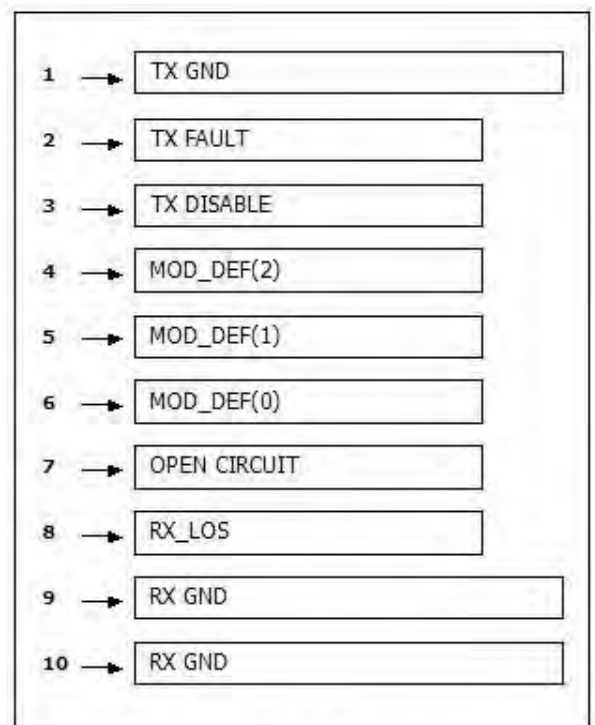 1 TX GND
2 TX FAULT
3 TX DISABLE
4 MOD_DEF(2)
5 MOD_DEF(1)
6 MOD_DEF(0)
7 OPEN CIRCUIT
8 RX_LOS
9 RX GND
10 RX GND